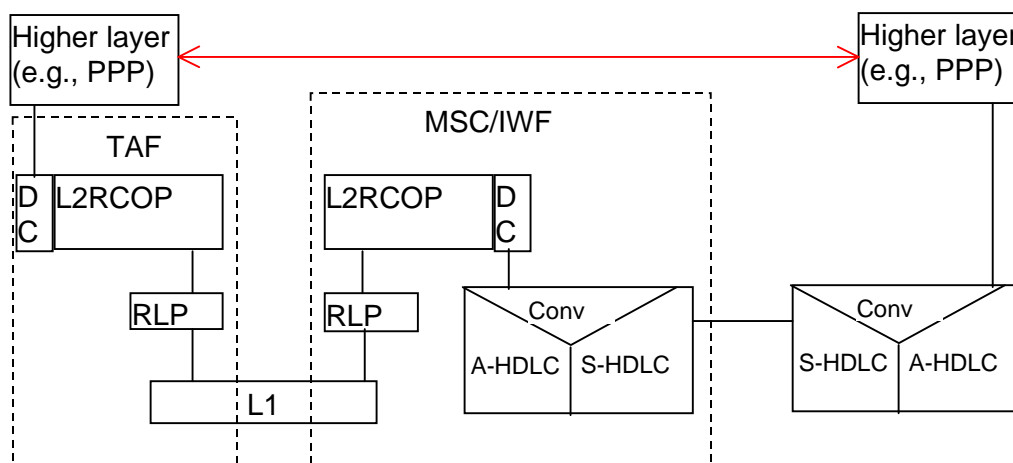 Higher layer
(e.g., PPP)
Higher layer
(e.g., PPP)
MSC/IWF
TAF
D
C
L2RCOP
L2RCOP
D
C
RLP
RLP
Conv
Conv
A-HDLC
S-HDLC
S-HDLC
A-HDLC
L1